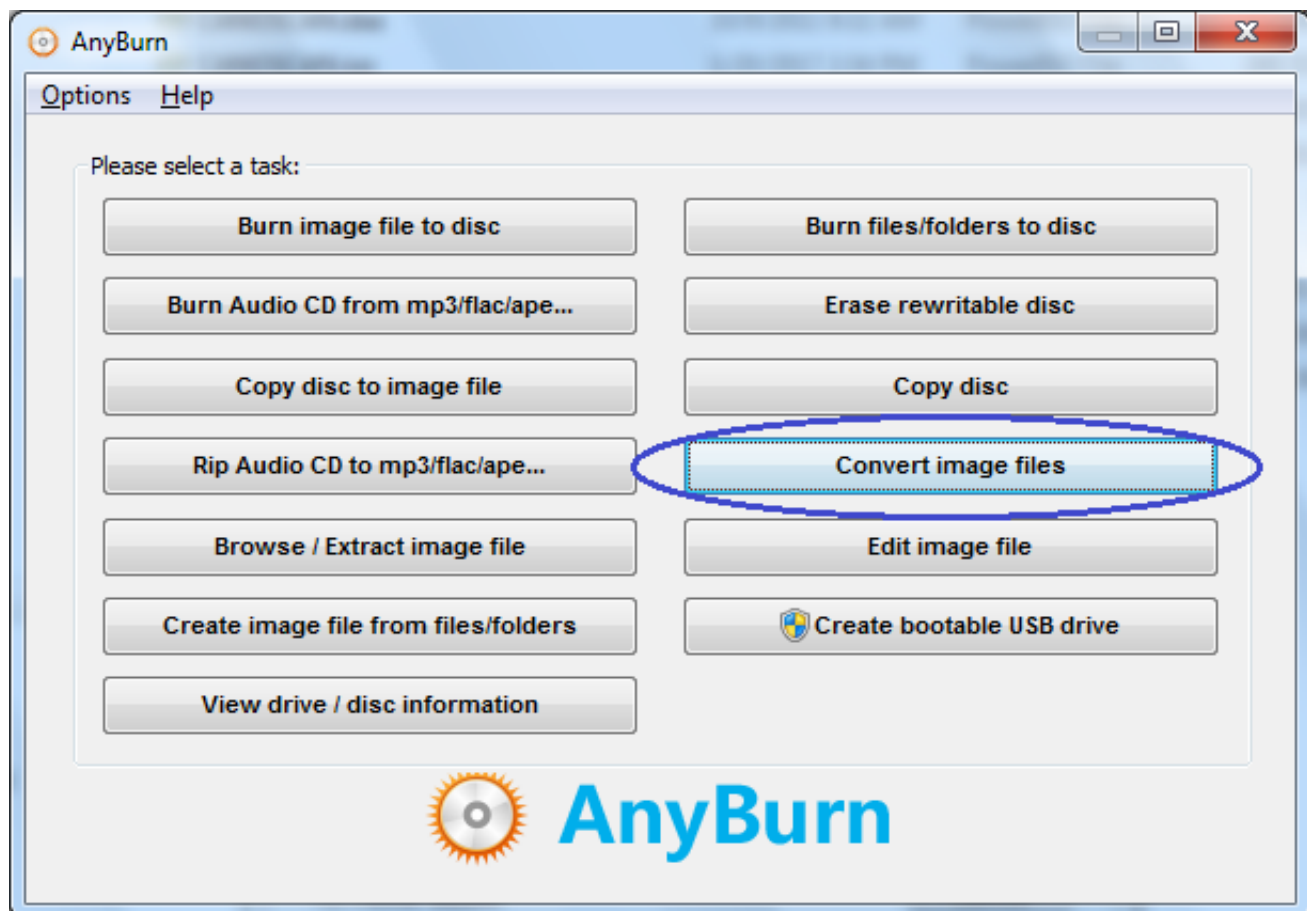 AnyBurn
Options Help
Please select a task:
Burn image file to disc
Burn files/folders to disc
Burn Audio CD from mp3/flac/ape...
Erase rewritable disc
Copy disc to image file
Copy disc
Rip Audio CD to mp3/flac/ape...
Convert image files
Browse / Extract image file
Edit image file
Create image file from files/folders
Create bootable USB drive
View drive / disc information
AnyBurn